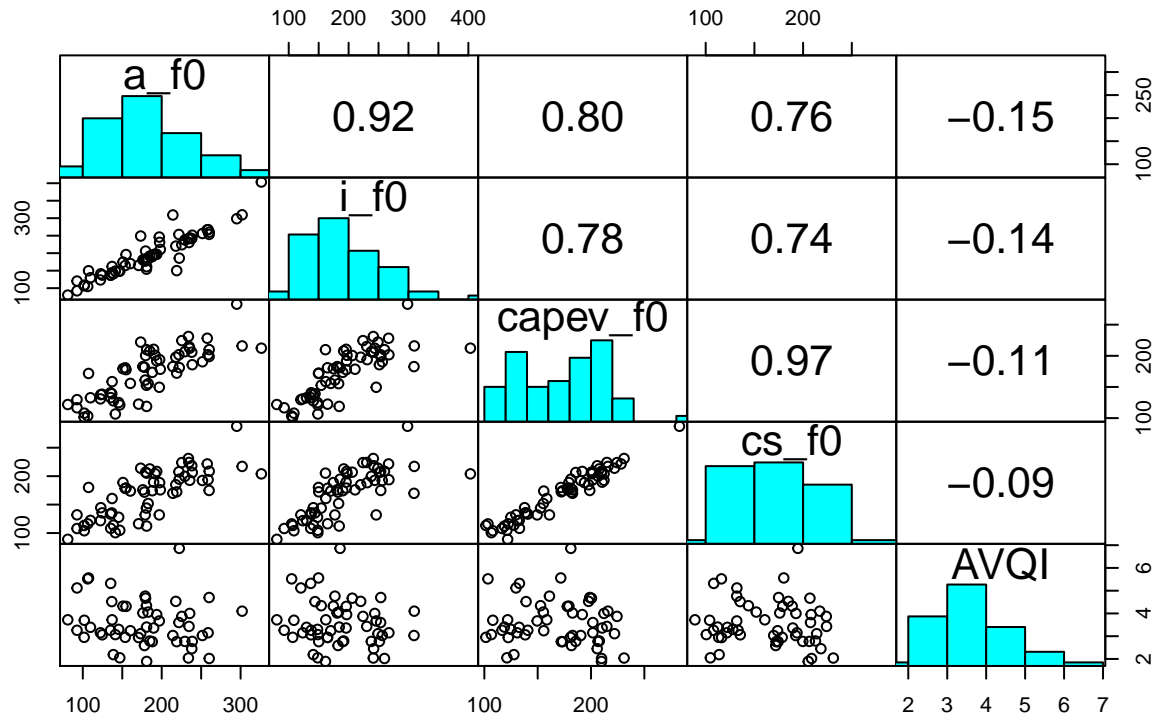 100 200 300 400 100 200
a_f0 0.92 0.80 0.76 −0.15 100 250
100 300 i_f0 0.78 0.74 −0.14
capev_f0 0.97 −0.11 100 200
100 200 cs_f0 −0.09
AVQI 2 4 6
100 200 300 100 200 2 3 4 5 6 7